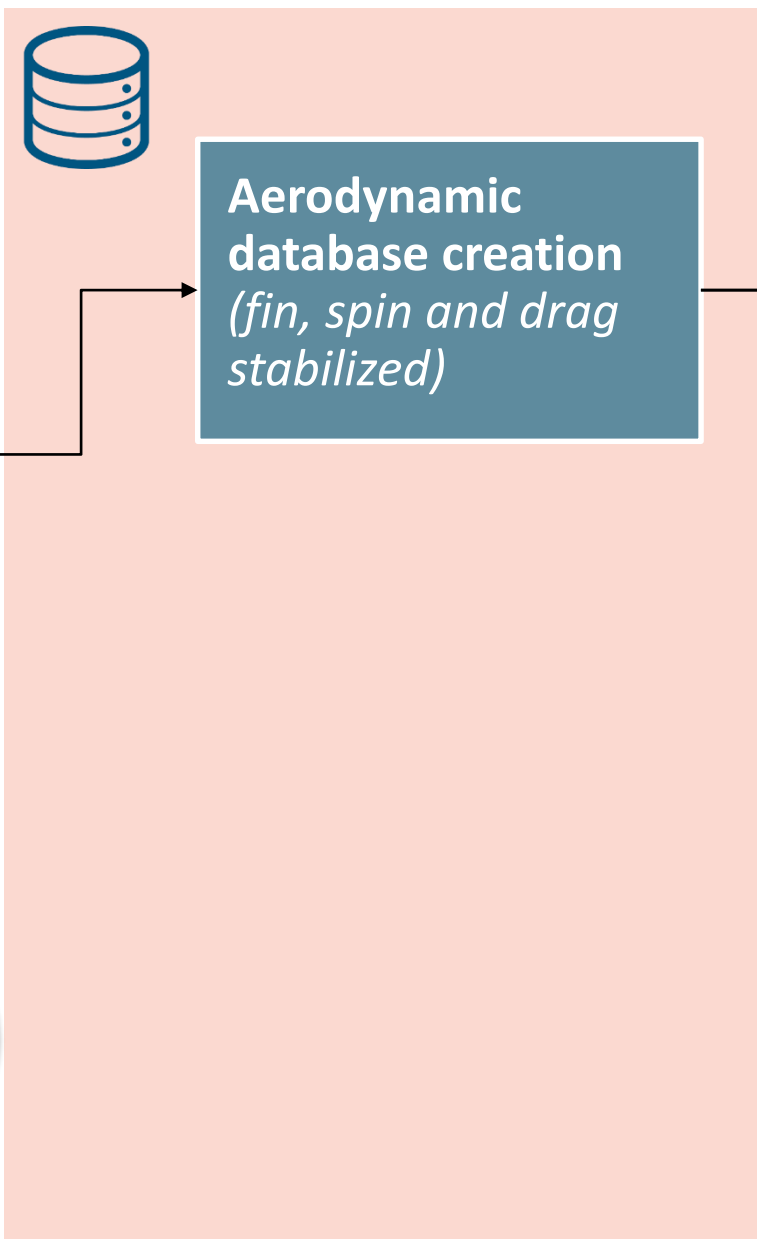 Aerodynamic
database creation
(fin, spin and drag
stabilized)